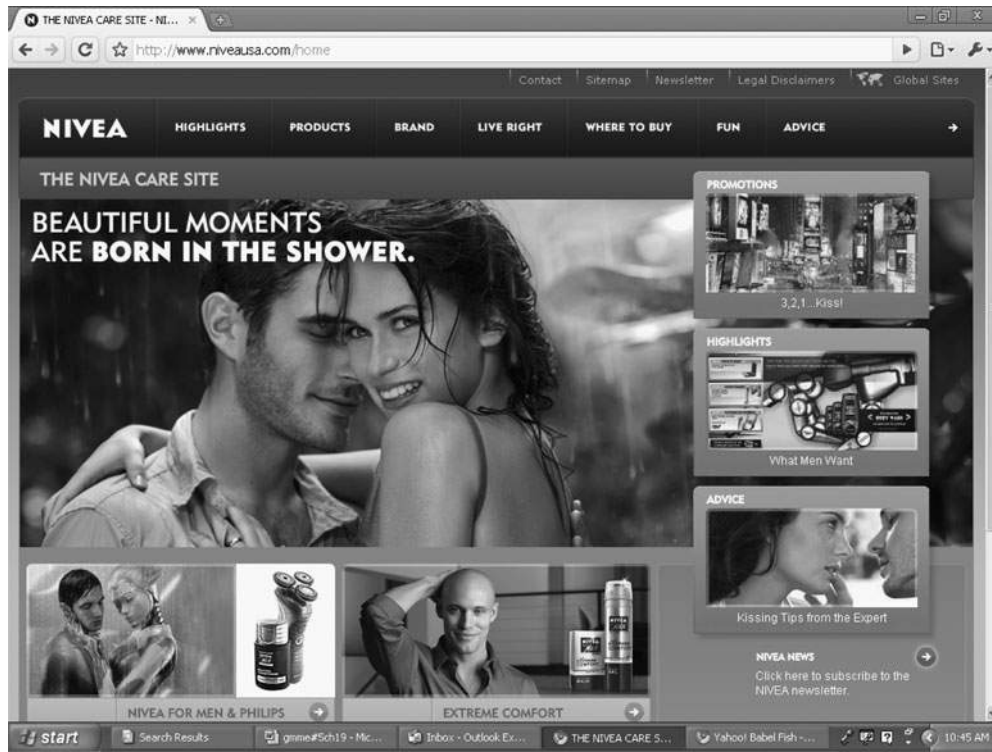 THE NIVEA CARE SITE - NI...
http://www.niveausa.com/home
Contact Sitemap Newsletter Legal Disclaimers Global Sites
NIVEA HIGHLIGHTS PRODUCTS BRAND LIVE RIGHT WHERE TO BUY FUN ADVICE
THE NIVEA CARE SITE
BEAUTIFUL MOMENTS
ARE BORN IN THE SHOWER.
PROMOTIONS
3,2,1...Kiss!
HIGHLIGHTS
What Men Want
ADVICE
Kissing Tips from the Expert
NIVEA NEWS
Click here to subscribe to the
NIVEA newsletter.
NIVEA
NIVEA FOR MEN & PHILIPS
EXTREME COMFORT
start Search Results gmme#5ch19 - Mic... Inbox - Outlook Ex... THE NIVEA CARE S... Yahoo! Babel Fish -... 10:45 AM